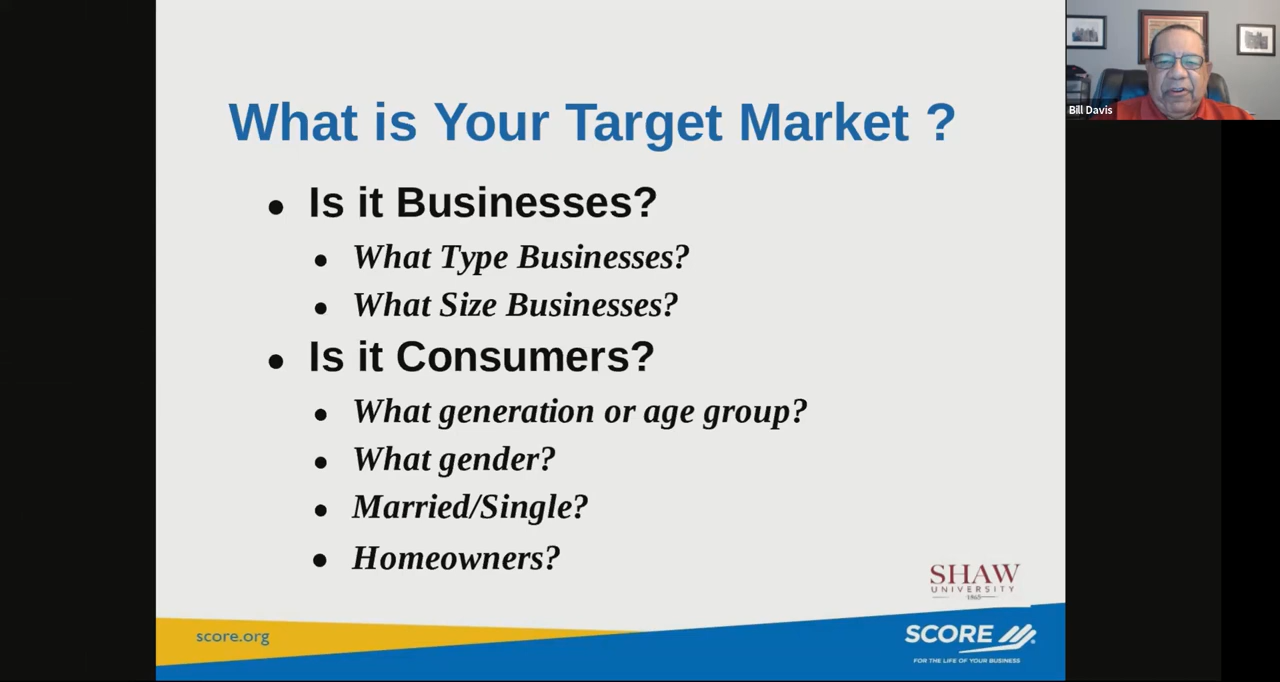 What is Your Target Market ?
Bill Davis
● Is it Businesses?
● What Type Businesses?
● What Size Businesses?
● Is it Consumers?
● What generation or age group?
● What gender?
● Married/Single?
● Homeowners?
SHAW
UNIVERSITY
1865
score.org
SCORE
FOR THE LIFE OF YOUR BUSINESS